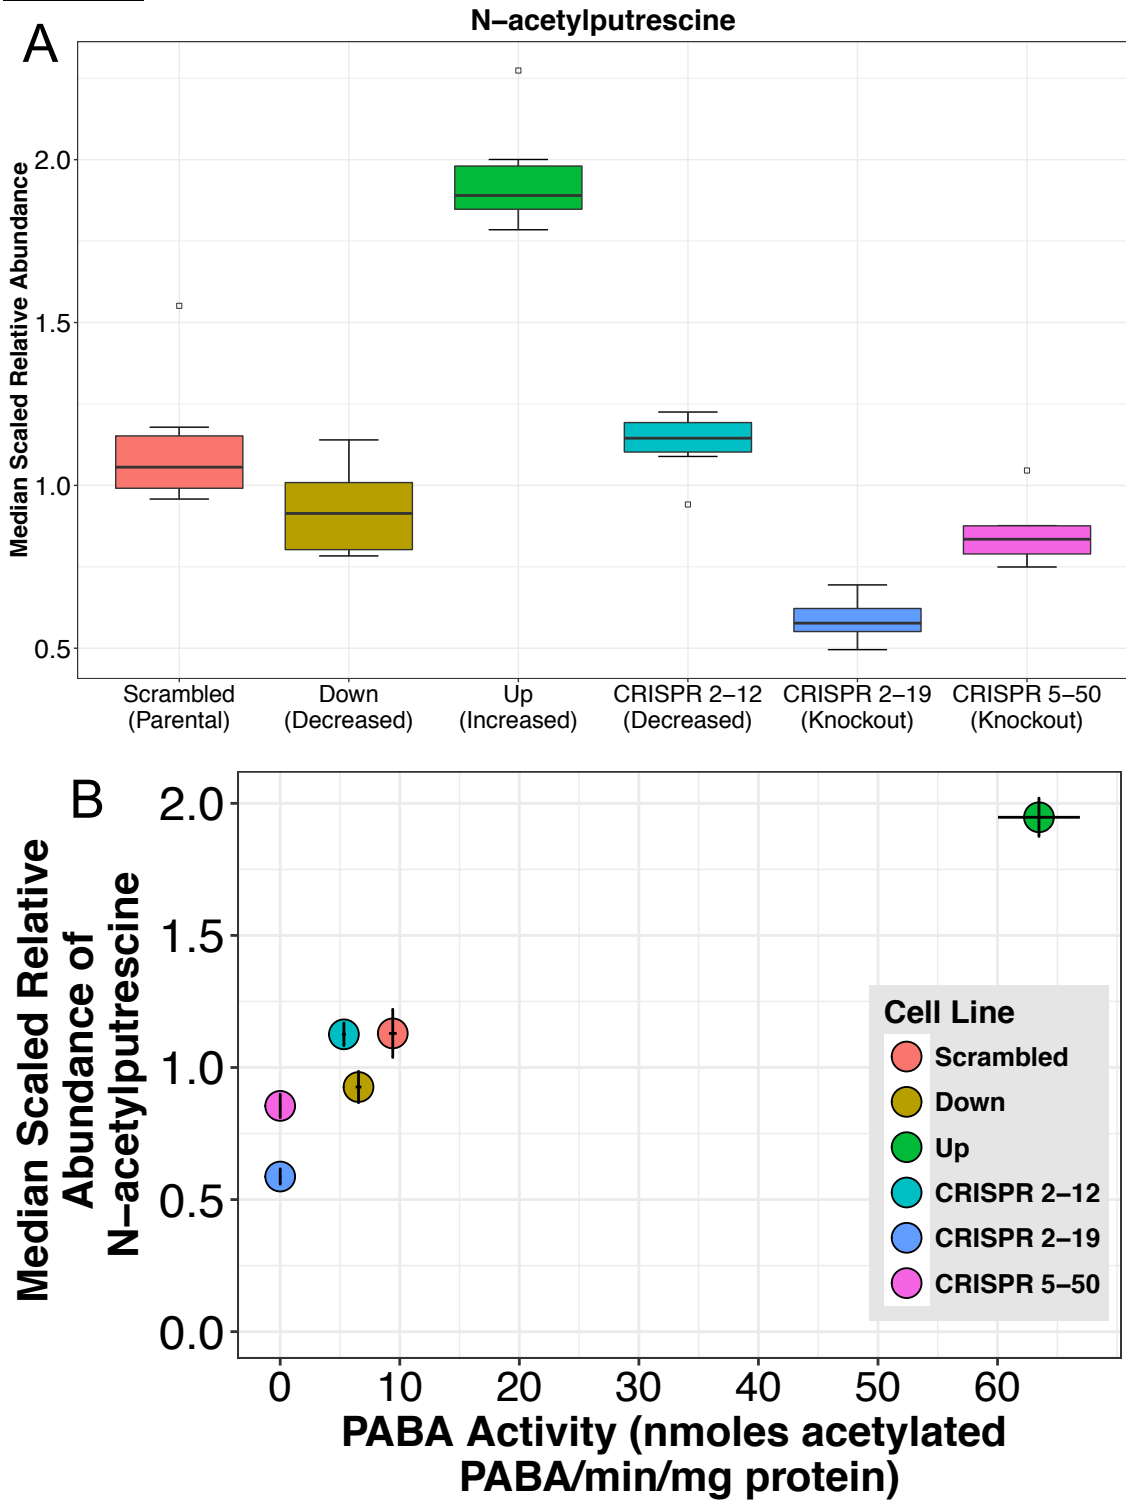 A
N–acetylputrescine
Median Scaled Relative Abundance
2.0
1.5
1.0
0.5
Scrambled
(Parental)
Down
(Decreased)
Up
(Increased)
CRISPR 2–12
(Decreased)
CRISPR 2–19
(Knockout)
CRISPR 5–50
(Knockout)
B
Median Scaled Relative
Abundance of
N–acetylputrescine
2.0
1.5
1.0
0.5
0.0
Cell Line
Scrambled
Down
Up
CRISPR 2–12
CRISPR 2–19
CRISPR 5–50
0 10 20 30 40 50 60
PABA Activity (nmoles acetylated
PABA/min/mg protein)